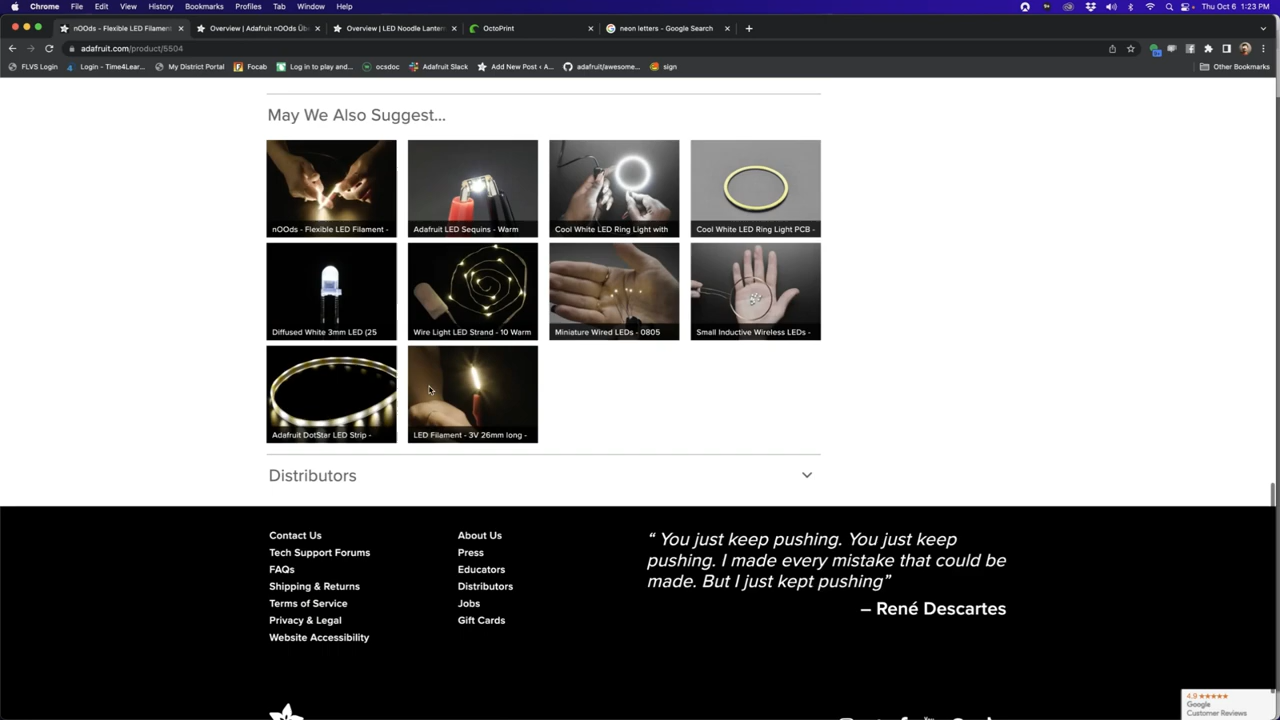 Chrome File Edit View History Bookmarks Profiles Tab Window Help Thu Oct 6 1:23 PM
nOOds - Flexible LED Filament Overview | Adafruit nOOds Üb Overview | LED Noodle Lantern OctoPrint neon letters - Google Search
adafruit.com/product/5504
FLVS Login Login - Time4Lear... My District Portal Focab Log in to play and... ocsdoc Adafruit Slack Add New Post ‹ A... adafruit/awesome... sign Other Bookmarks
May We Also Suggest...
nOOds - Flexible LED Filament -
Adafruit LED Sequins - Warm
Cool White LED Ring Light with
Cool White LED Ring Light PCB -
Diffused White 3mm LED (25
Wire Light LED Strand - 10 Warm
Miniature Wired LEDs - 0805
Small Inductive Wireless LEDs -
Adafruit DotStar LED Strip -
LED Filament - 3V 26mm long -
Distributors
Contact Us
Tech Support Forums
FAQs
Shipping & Returns
Terms of Service
Privacy & Legal
Website Accessibility
About Us
Press
Educators
Distributors
Jobs
Gift Cards
“ You just keep pushing. You just keep
pushing. I made every mistake that could be
made. But I just kept pushing”
– René Descartes
4.9 ★★★★★
Google
Customer Reviews